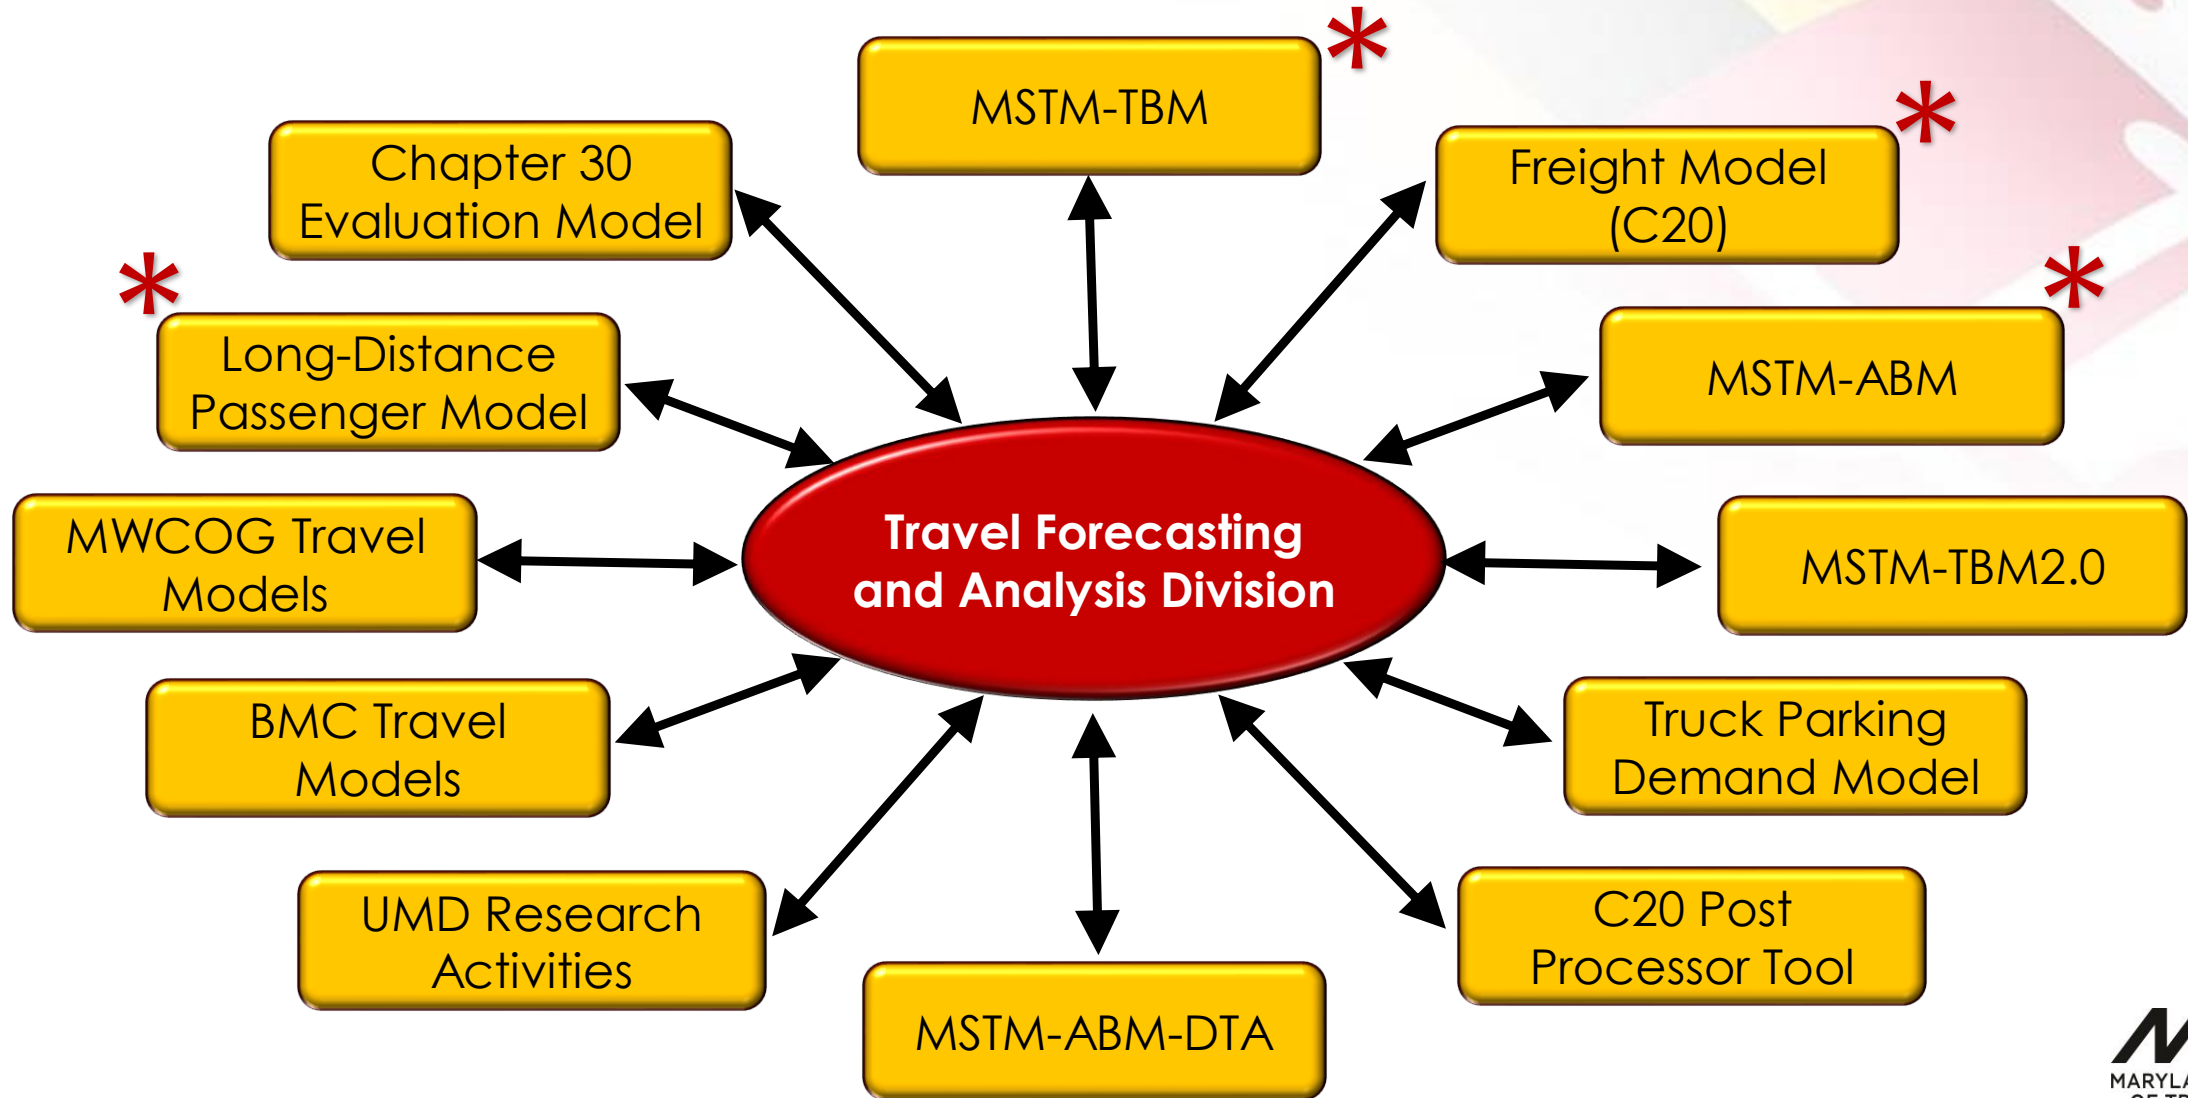 MSTM-TBM
*
Chapter 30
Evaluation Model
Freight Model
(C20)
*
*
Long-Distance
Passenger Model
MSTM-ABM
*
MWCOG Travel
Models
Travel Forecasting
and Analysis Division
MSTM-TBM2.0
BMC Travel
Models
Truck Parking
Demand Model
UMD Research
Activities
C20 Post
Processor Tool
MSTM-ABM-DTA